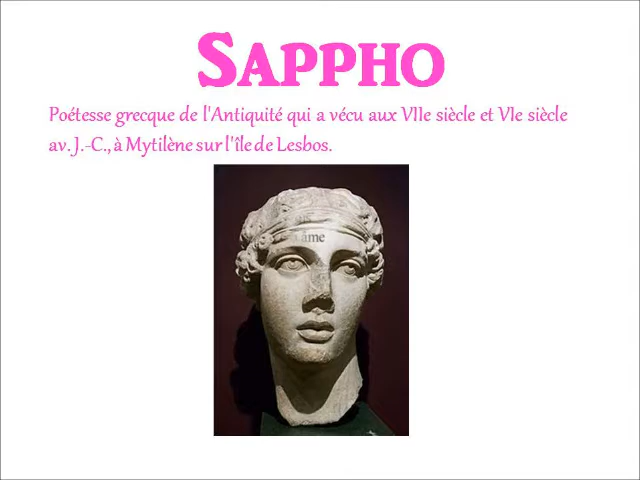 SAPPHO
Poétesse grecque de l'Antiquité qui a vécu aux VIIe siècle et VIe siècle
av. J.-C., à Mytilène sur l'île de Lesbos.
âme